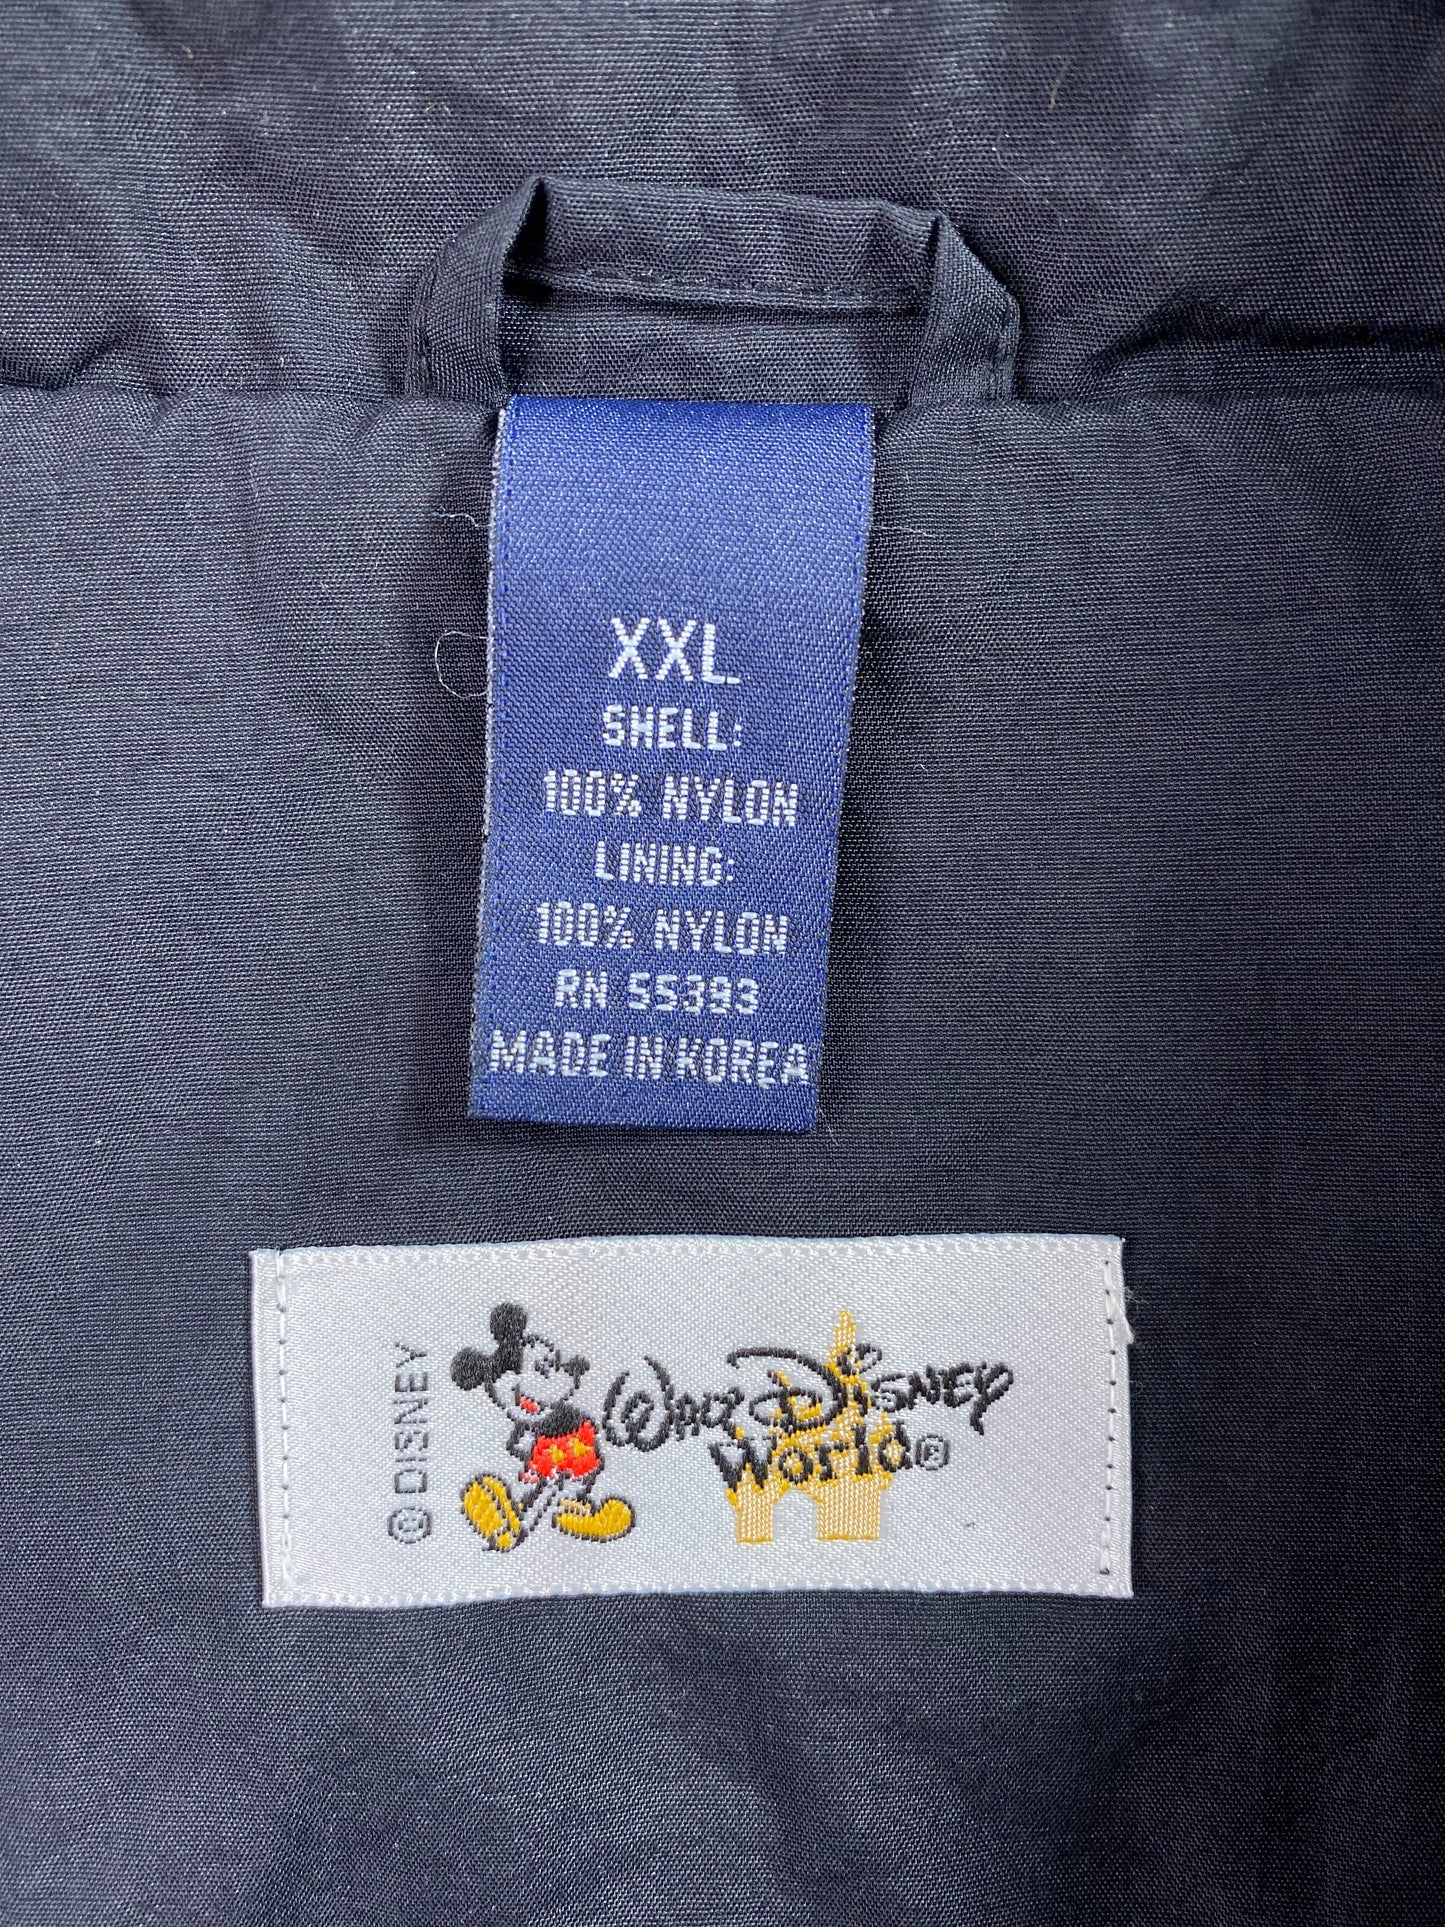 XXL
SHELL:
100% NYLON
LINING:
100% NYLON
RN 55393
MADE IN KOREA
© DISNEY
Walt Disney
World®